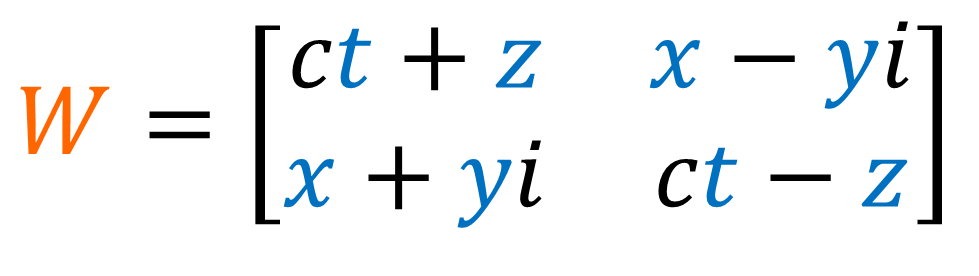 W = [ct + z x − yi
x + yi ct − z]